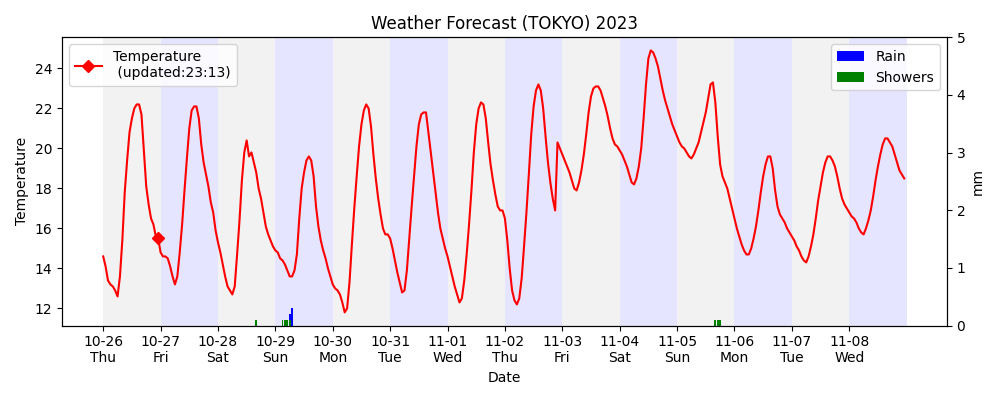 Weather Forecast (TOKYO) 2023
Temperature
(updated:23:13)
Rain
Showers
Temperature
24
22
20
18
16
14
12
5
4
3
2
1
0
mm
10-26 10-27 10-28 10-29 10-30 10-31 11-01 11-02 11-03 11-04 11-05 11-06 11-07 11-08
Thu Fri Sat Sun Mon Tue Wed Thu Fri Sat Sun Mon Tue Wed
Date